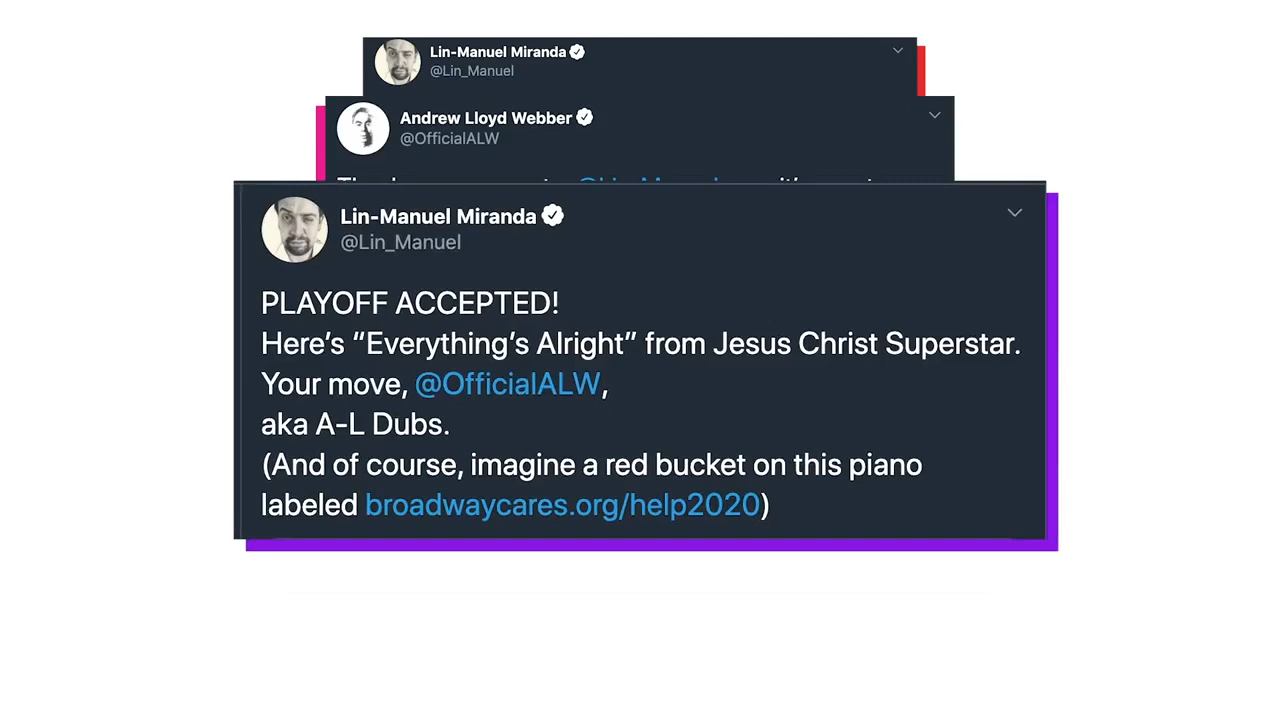 Lin-Manuel Miranda
@Lin_Manuel
Andrew Lloyd Webber
@OfficialALW
Lin-Manuel Miranda
@Lin_Manuel
PLAYOFF ACCEPTED!
Here’s “Everything’s Alright” from Jesus Christ Superstar.
Your move, @OfficialALW,
aka A-L Dubs.
(And of course, imagine a red bucket on this piano
labeled broadwaycares.org/help2020)